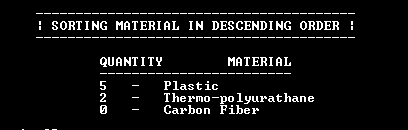 ---------------------------------------
¦ SORTING MATERIAL IN DESCENDING ORDER ¦
---------------------------------------
QUANTITY MATERIAL
------------------------
5 - Plastic
2 - Thermo-polyurathane
0 - Carbon Fiber